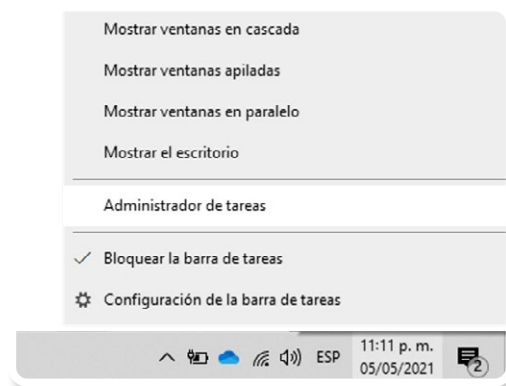 Mostrar ventanas en cascada
Mostrar ventanas apiladas
Mostrar ventanas en paralelo
Mostrar el escritorio
Administrador de tareas
Bloquear la barra de tareas
Configuración de la barra de tareas
ESP
11:11 p. m.
05/05/2021
2